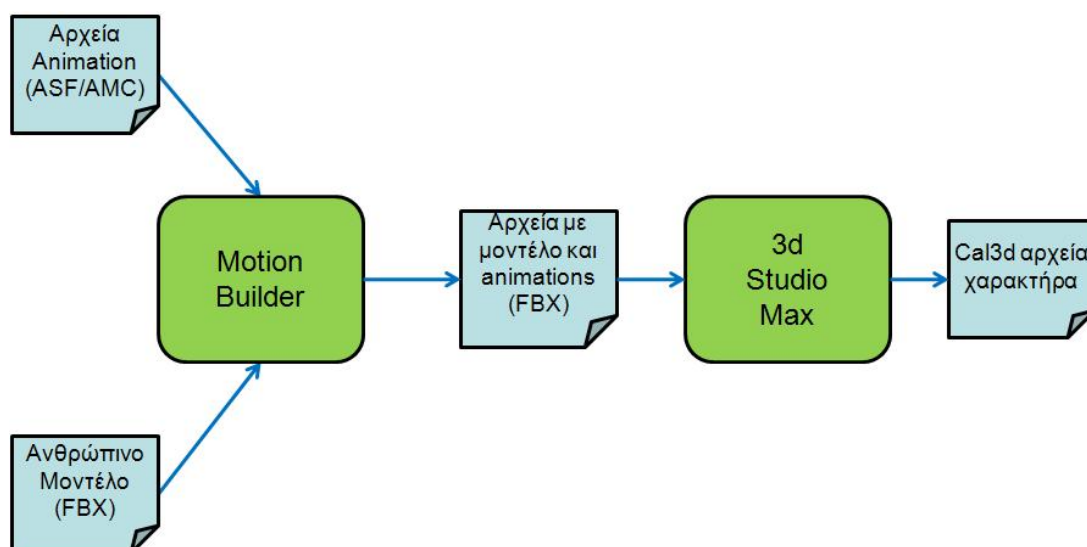 Αρχεία
Animation
(ASF/AMC)
Motion
Builder
Ανθρώπινο
Μοντέλο
(FBX)
Αρχεία με
μοντέλο και
animations
(FBX)
3d
Studio
Max
Cal3d αρχεία
χαρακτήρα